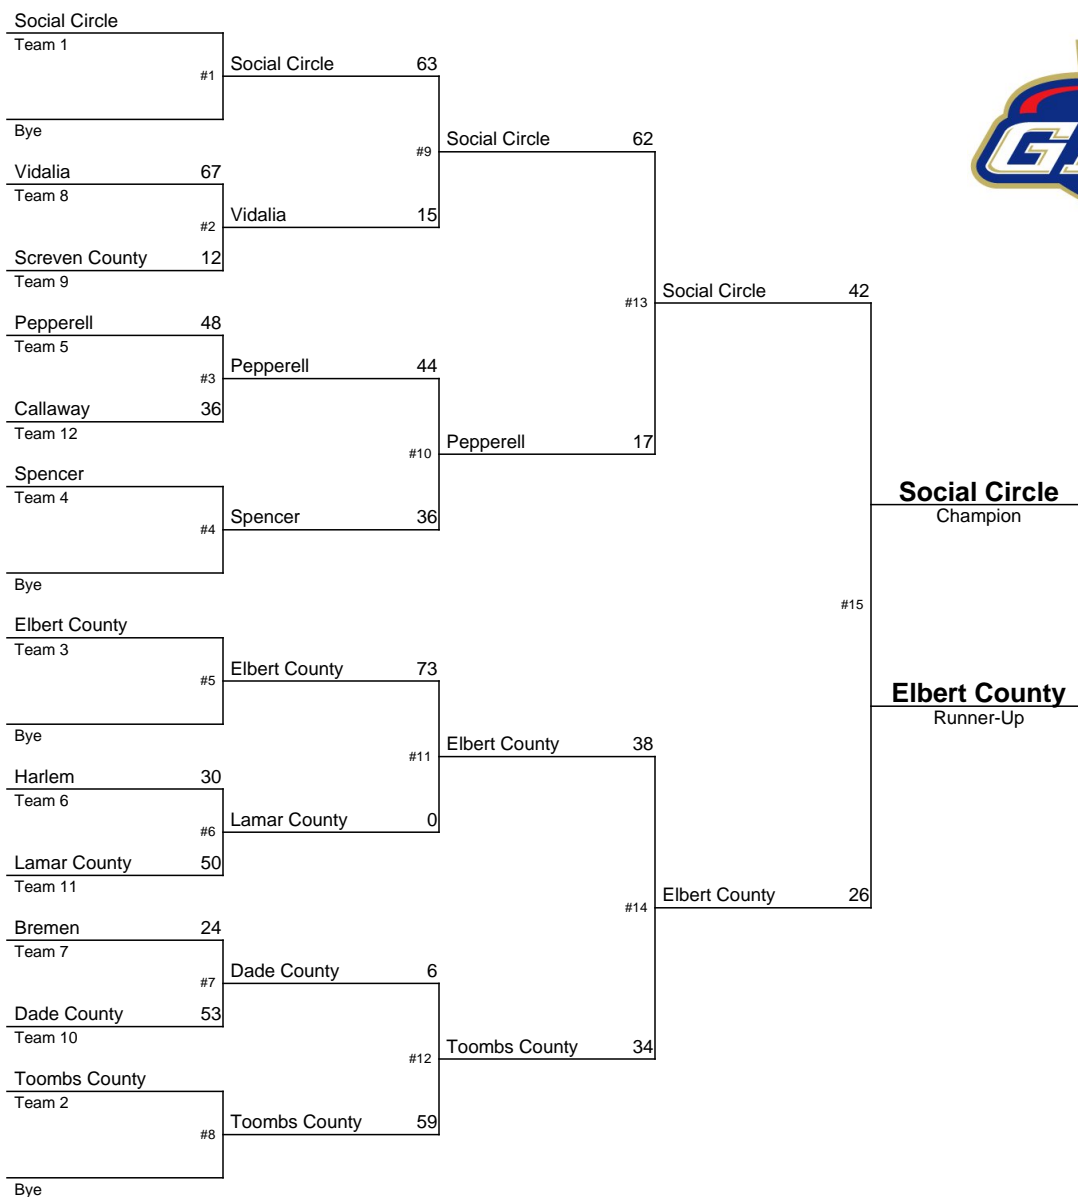 Social Circle
Team 1
#1
Social Circle 63
Bye
#9
Social Circle 62
Vidalia 67
Team 8
#2
Vidalia 15
Screven County 12
Team 9
#13
Social Circle 42
Pepperell 48
Team 5
#3
Pepperell 44
Callaway 36
Team 12
#10
Pepperell 17
Spencer
Team 4
#4
Spencer 36
Bye
Social Circle
Champion
#15
Elbert County
Team 3
#5
Elbert County 73
Bye
Elbert County
Runner-Up
#11
Elbert County 38
Harlem 30
Team 6
#6
Lamar County 0
Lamar County 50
Team 11
#14
Elbert County 26
Bremen 24
Team 7
#7
Dade County 6
Dade County 53
Team 10
#12
Toombs County 34
Toombs County
Team 2
#8
Toombs County 59
Bye